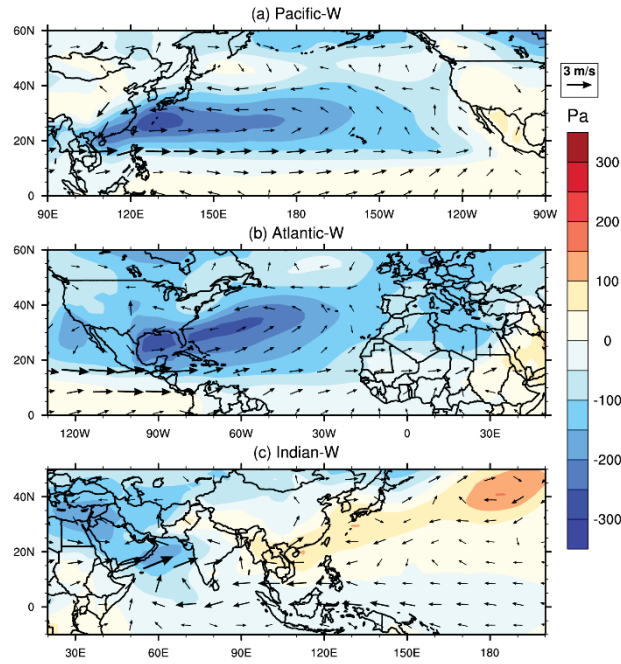 (a) Pacific-W
60N
40N
20N
0
90E
120E
150E
180
150W
120W
90W
3 m/s
Pa
300
200
100
0
-100
-200
-300
(b) Atlantic-W
60N
40N
20N
0
120W
90W
60W
30W
0
30E
(c) Indian-W
40N
20N
0
30E
60E
90E
120E
150E
180